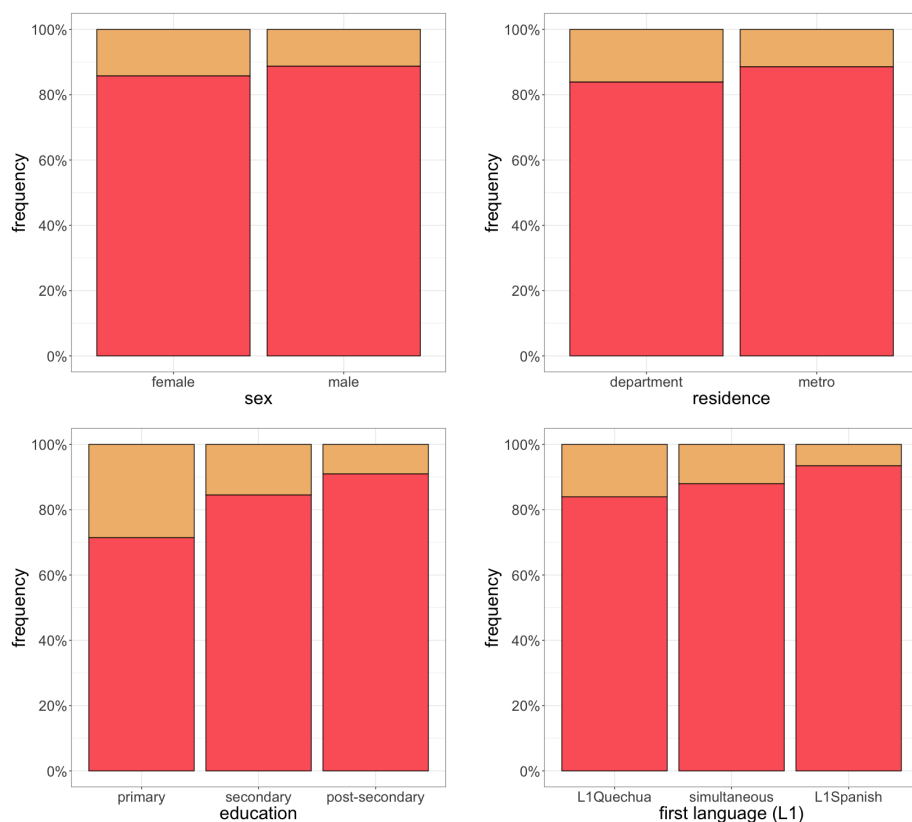 100%
80%
60%
40%
20%
0%
frequency
female male
sex
100%
80%
60%
40%
20%
0%
frequency
department metro
residence
100%
80%
60%
40%
20%
0%
frequency
primary secondary post-secondary
education
100%
80%
60%
40%
20%
0%
frequency
L1Quechua simultaneous L1Spanish
first language (L1)